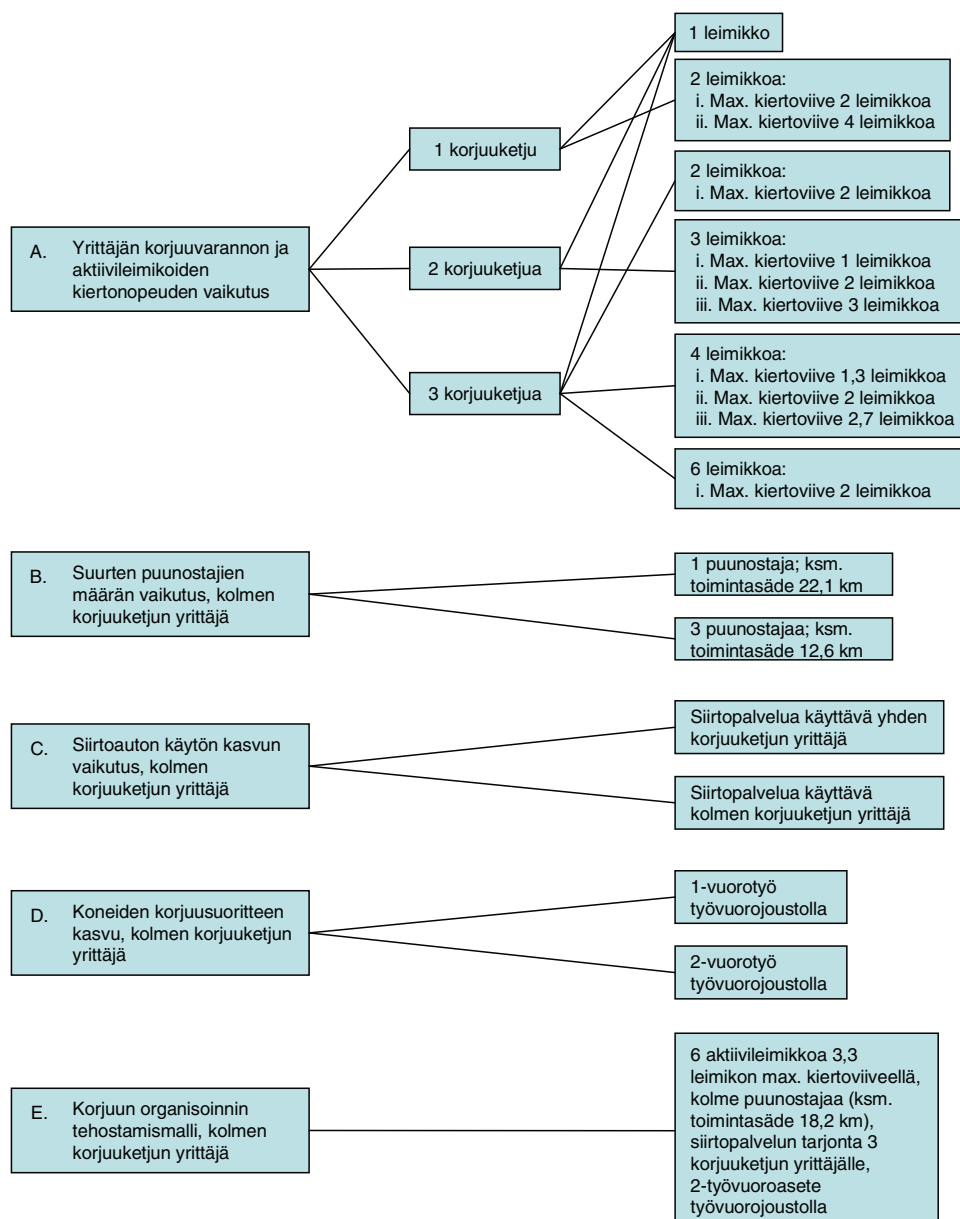 1 leimikko
2 leimikkoa:
i. Max. kiertoviive 2 leimikkoa
ii. Max. kiertoviive 4 leimikkoa
1 korjuuketju
2 leimikkoa:
i. Max. kiertoviive 2 leimikkoa
A. Yrittäjän korjuuvarannon ja
aktiivileimikoiden
kiertonopeuden vaikutus
2 korjuuketjua
3 leimikkoa:
i. Max. kiertoviive 1 leimikkoa
ii. Max. kiertoviive 2 leimikkoa
iii. Max. kiertoviive 3 leimikkoa
3 korjuuketjua
4 leimikkoa:
i. Max. kiertoviive 1,3 leimikkoa
ii. Max. kiertoviive 2 leimikkoa
iii. Max. kiertoviive 2,7 leimikkoa
6 leimikkoa:
i. Max. kiertoviive 2 leimikkoa
B. Suurten puunostajien
määrän vaikutus, kolmen
korjuuketjun yrittäjä
1 puunostaja; ksm.
toimintasäde 22,1 km
3 puunostajaa; ksm.
toimintasäde 12,6 km
C. Siirtoauton käytön kasvun
vaikutus, kolmen
korjuuketjun yrittäjä
Siirtopalvelua käyttävä yhden
korjuuketjun yrittäjä
Siirtopalvelua käyttävä
kolmen korjuuketjun yrittäjä
D. Koneiden korjuusuoritteen
kasvu, kolmen korjuuketjun
yrittäjä
1-vuorotyö
työvuorojoustolla
2-vuorotyö
työvuorojoustolla
E. Korjuun organisoinnin
tehostamismalli, kolmen
korjuuketjun yrittäjä
6 aktiivileimikkoa 3,3
leimikon max. kiertoviiveellä,
kolme puunostajaa (ksm.
toimintasäde 18,2 km),
siirtopalvelun tarjonta 3
korjuuketjun yrittäjälle,
2-työvuoroasete
työvuorojoustolla